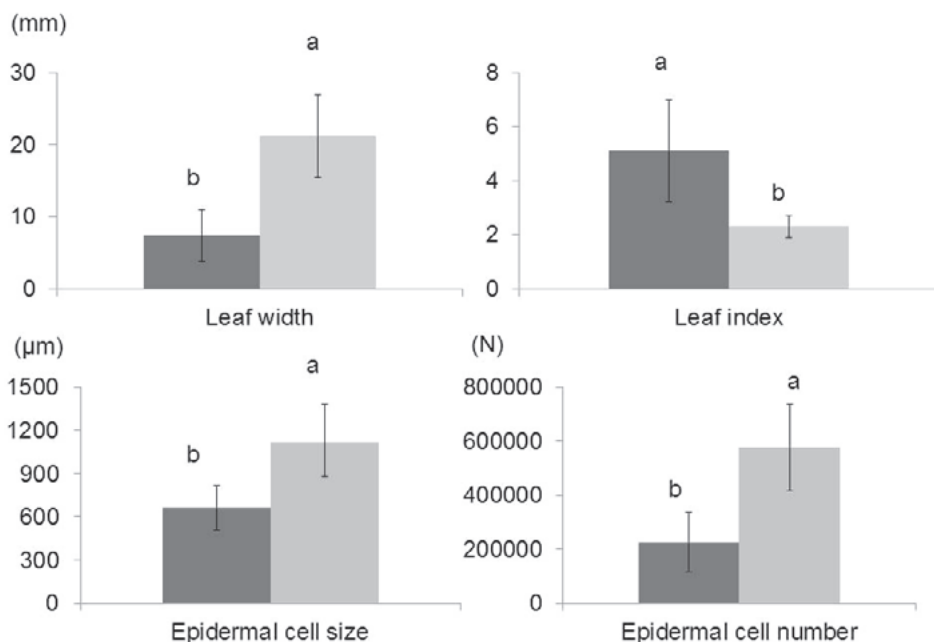 (mm)
a
30
20
10
0
b
Leaf width
8
6
4
2
0
a
b
Leaf index
(μm)
a
1500
1200
900
600
300
0
b
Epidermal cell size
(N)
a
800000
600000
400000
200000
0
b
Epidermal cell number